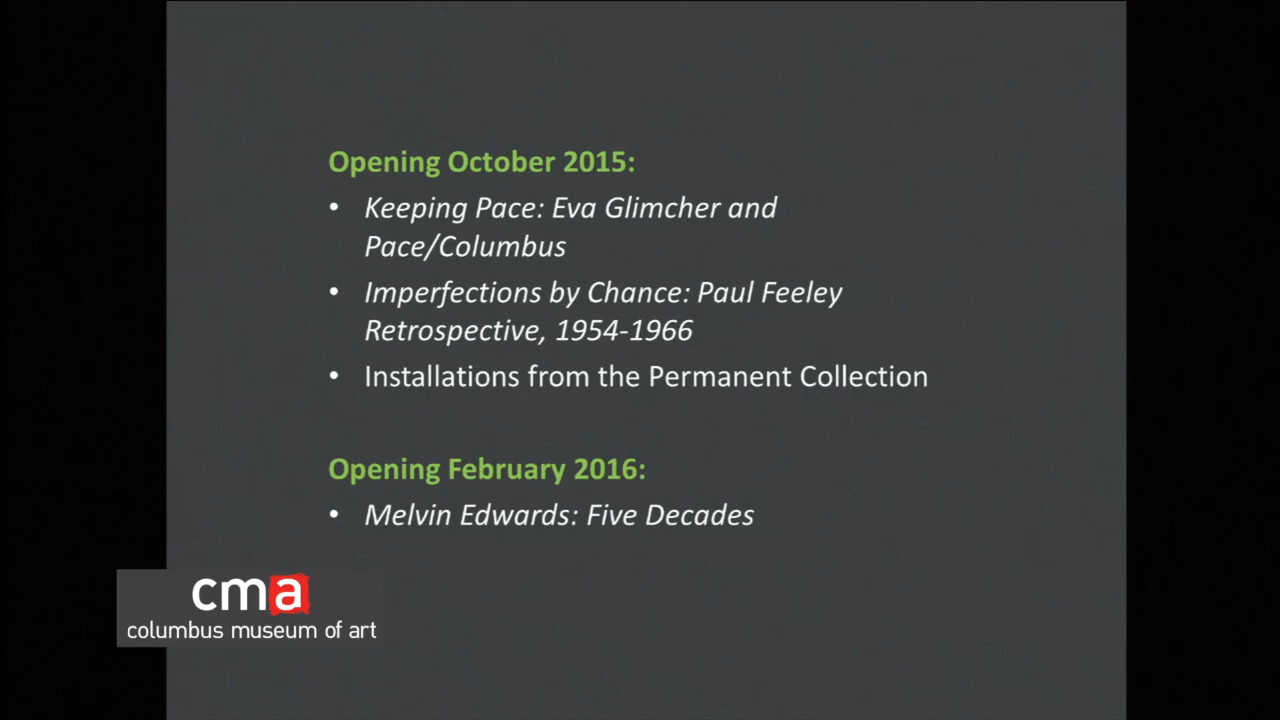 Opening October 2015:
• Keeping Pace: Eva Glimcher and
Pace/Columbus
• Imperfections by Chance: Paul Feeley
Retrospective, 1954-1966
• Installations from the Permanent Collection
Opening February 2016:
• Melvin Edwards: Five Decades
cma
columbus museum of art